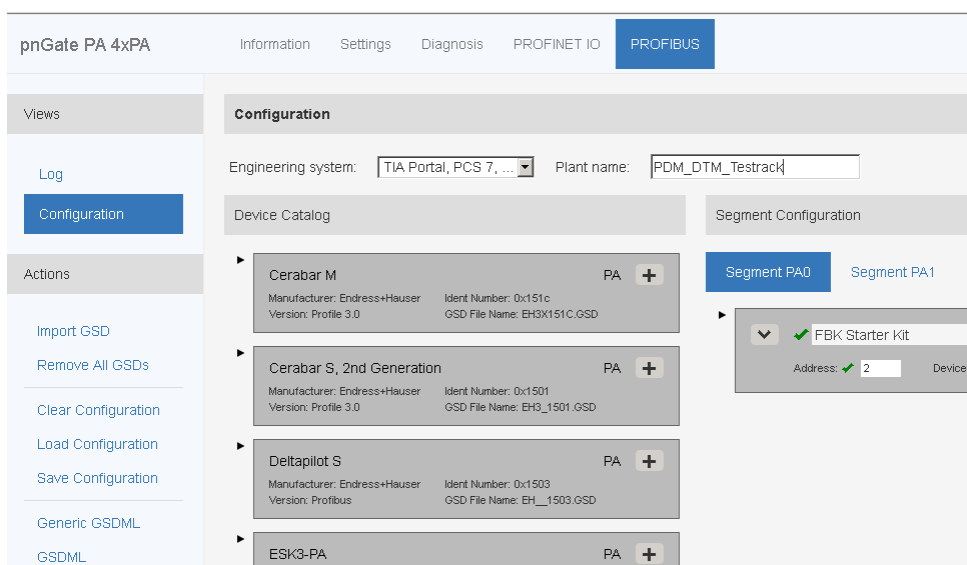 pnGate PA 4xPA
Information Settings Diagnosis PROFINET IO PROFIBUS
Views
Log
Configuration
Actions
Import GSD
Remove All GSDs
Clear Configuration
Load Configuration
Save Configuration
Generic GSDML
GSDML
Configuration
Engineering system: TIA Portal, PCS 7, ... Plant name: PDM_DTM_Testrack
Device Catalog
Cerabar M PA +
Manufacturer: Endress+Hauser Ident Number: 0x151c
Version: Profile 3.0 GSD File Name: EH3X151C.GSD
Cerabar S, 2nd Generation PA +
Manufacturer: Endress+Hauser Ident Number: 0x1501
Version: Profile 3.0 GSD File Name: EH3_1501.GSD
Deltapilot S PA +
Manufacturer: Endress+Hauser Ident Number: 0x1503
Version: Profibus GSD File Name: EH__1503.GSD
ESK3-PA PA +
Segment Configuration
Segment PA0 Segment PA1
FBK Starter Kit
Address: 2 Device